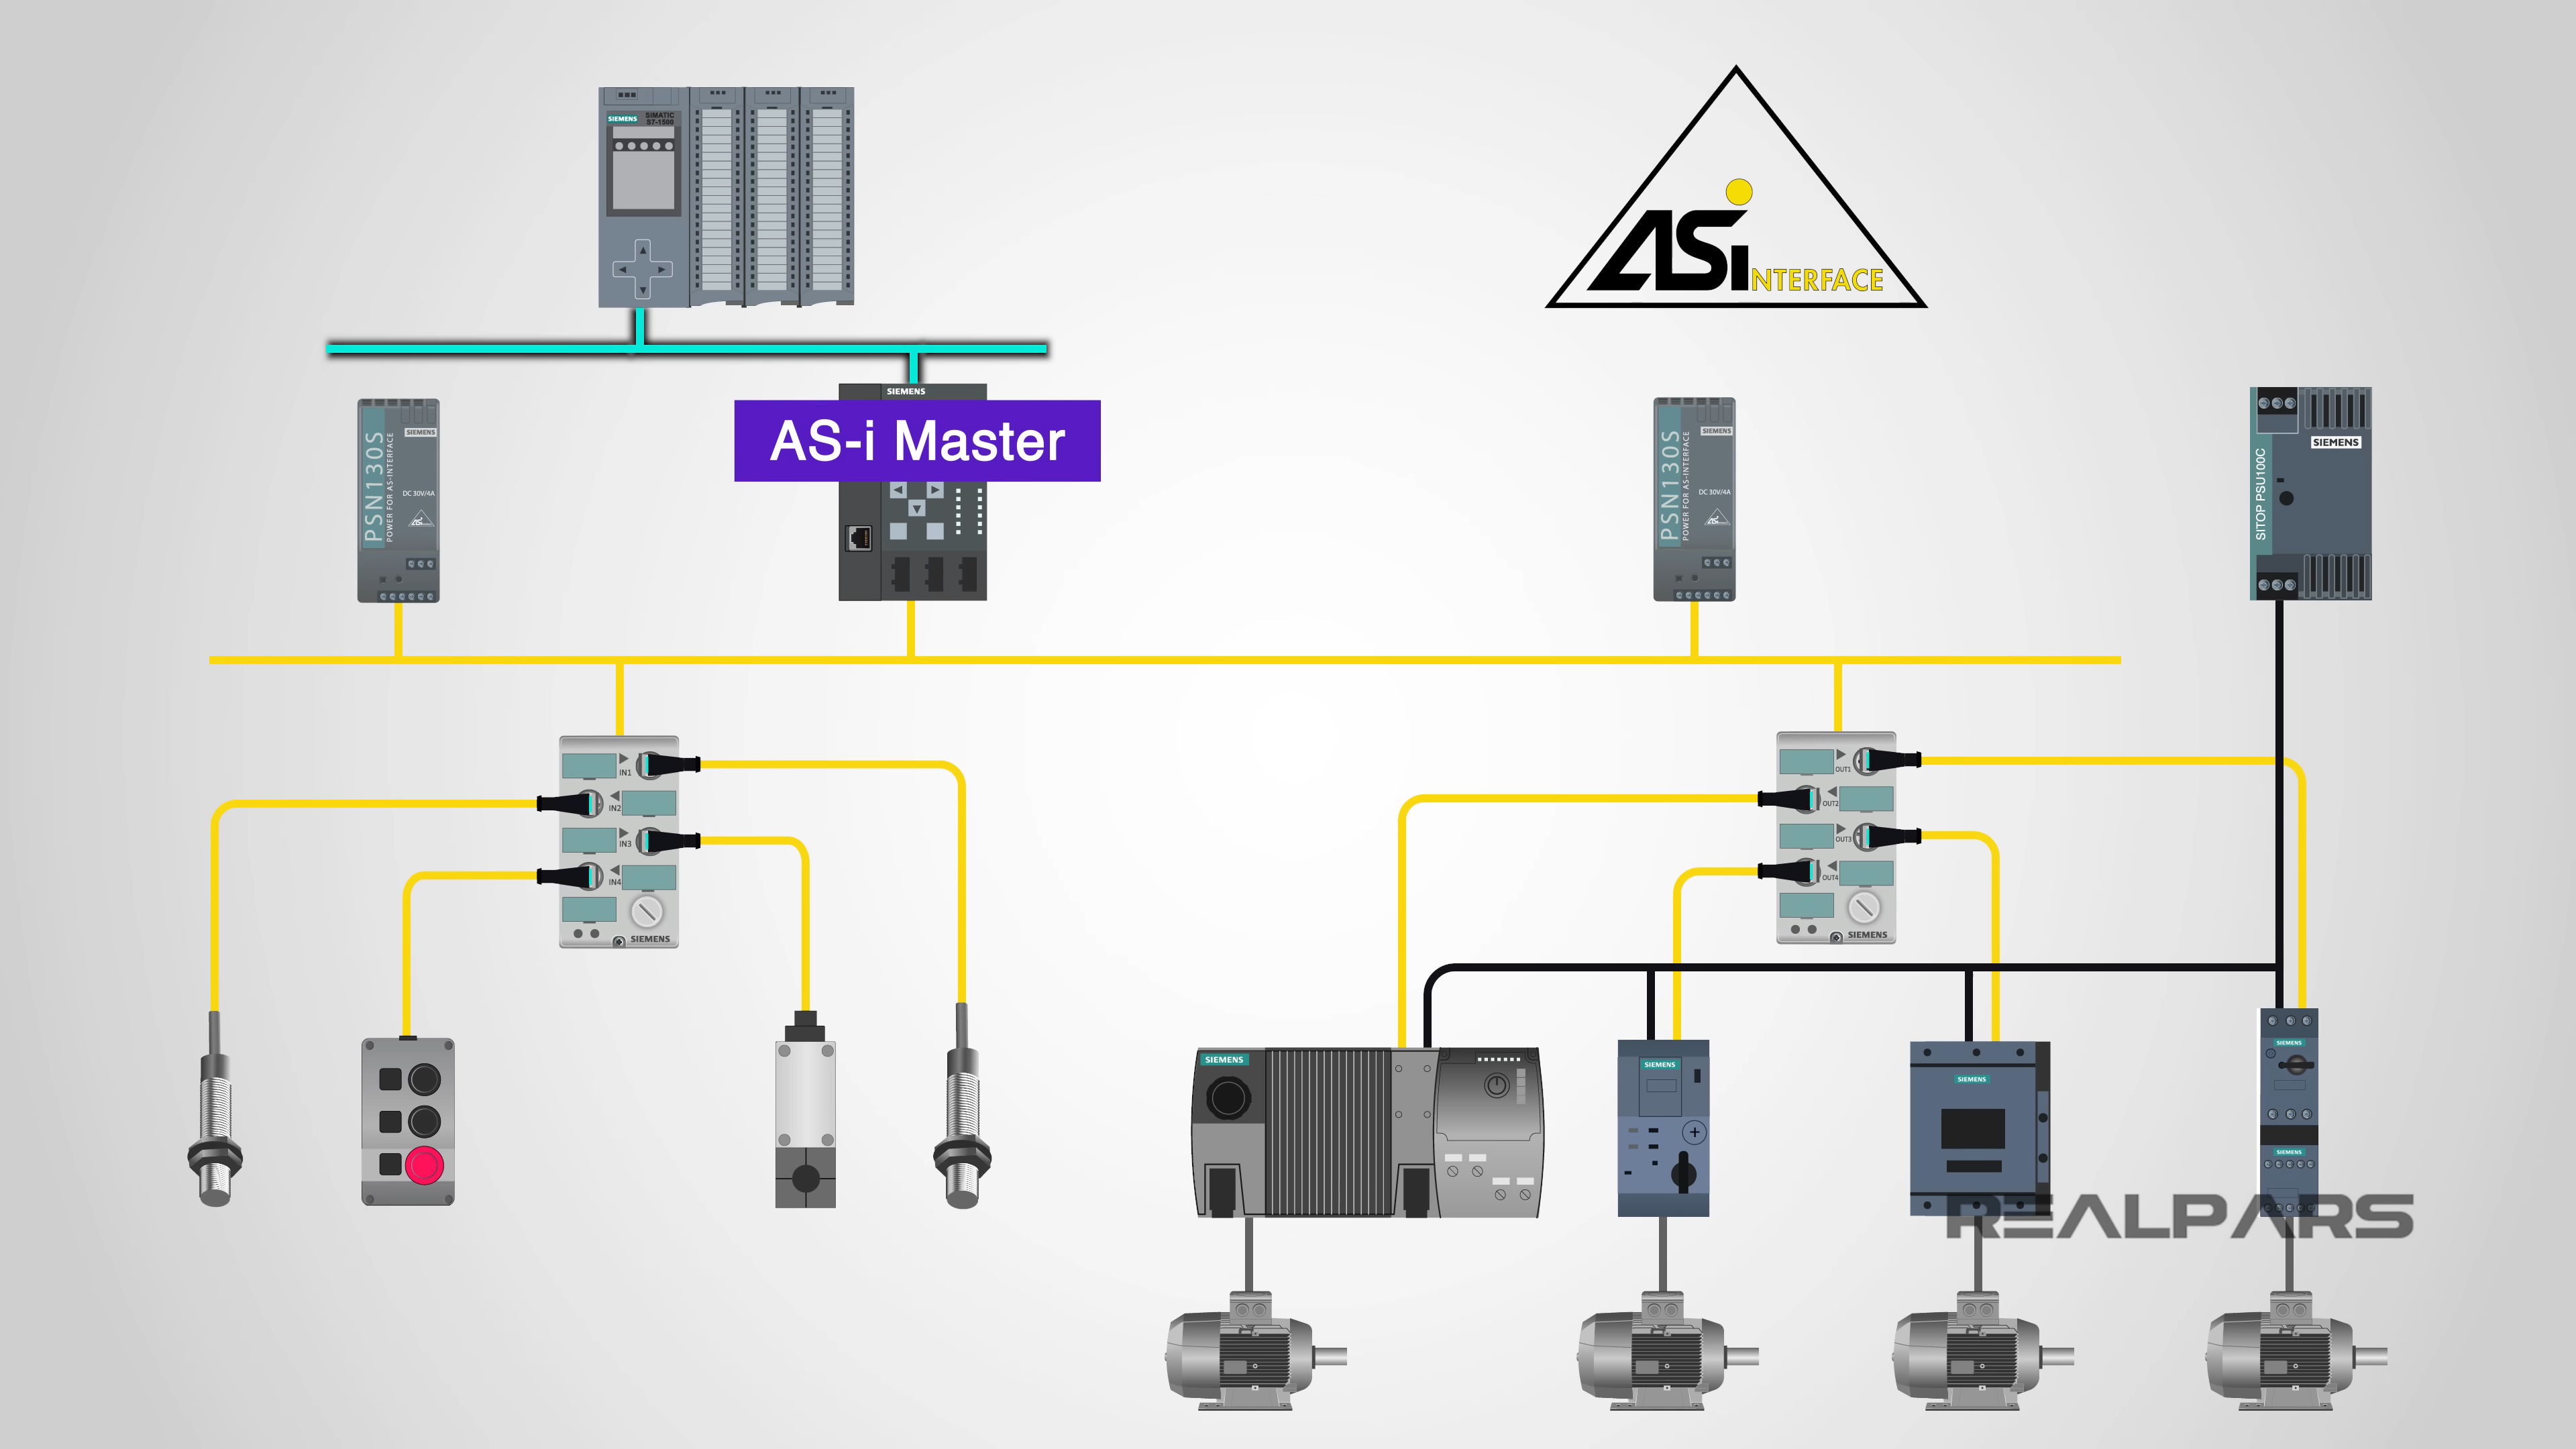 SIEMENS
SIMATIC
S7-1500
ASi
NTERFACE
SIEMENS
AS-i Master
PSN130S
POWER FOR AS-INTERFACE
SIEMENS
DC 30V/4A
PSN130S
POWER FOR AS-INTERFACE
SIEMENS
DC 30V/4A
SITOP PSU100C
SIEMENS
IN1
IN2
IN3
IN4
SIEMENS
OUT1
OUT2
OUT3
OUT4
SIEMENS
SIEMENS
SIEMENS
SIEMENS
SIEMENS
SIEMENS
REALPARS